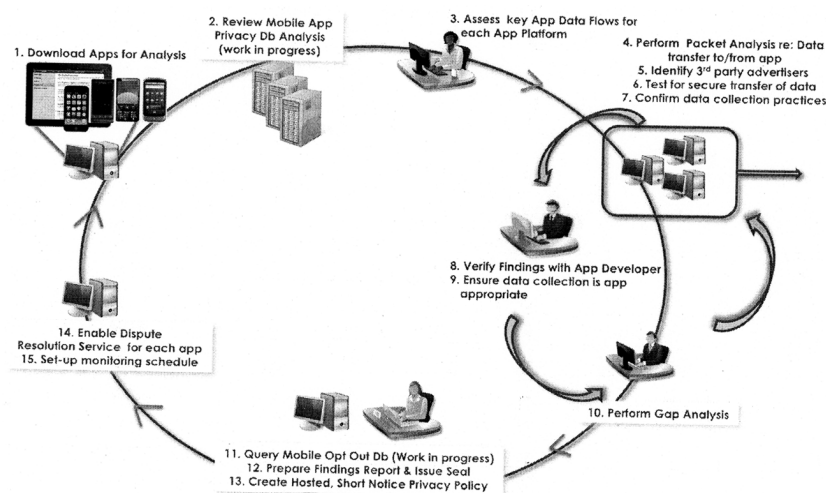 1. Download Apps for Analysis
2. Review Mobile App
Privacy Db Analysis
(work in progress)
3. Assess key App Data Flows for
each App Platform
4. Perform Packet Analysis re: Data
transfer to/from app
5. Identify 3rd party advertisers
6. Test for secure transfer of data
7. Confirm data collection practices
8. Verify Findings with App Developer
9. Ensure data collection is app
appropriate
10. Perform Gap Analysis
11. Query Mobile Opt Out Db (Work in progress)
12. Prepare Findings Report & Issue Seal
13. Create Hosted, Short Notice Privacy Policy
14. Enable Dispute
Resolution Service for each app
15. Set-up monitoring schedule